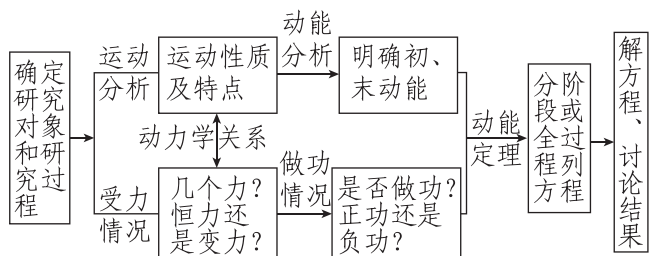 确定
研究
对象
和研
究过
程
运动
分析
运动性质
及特点
动能
分析
明确初、
末动能
动力学关系
受力
情况
几个力？
恒力还
是变力？
做功
情况
是否做功？
正功还是
负功？
动能
定理
分阶
段或
全过
程列
方程
解方程、讨论结果